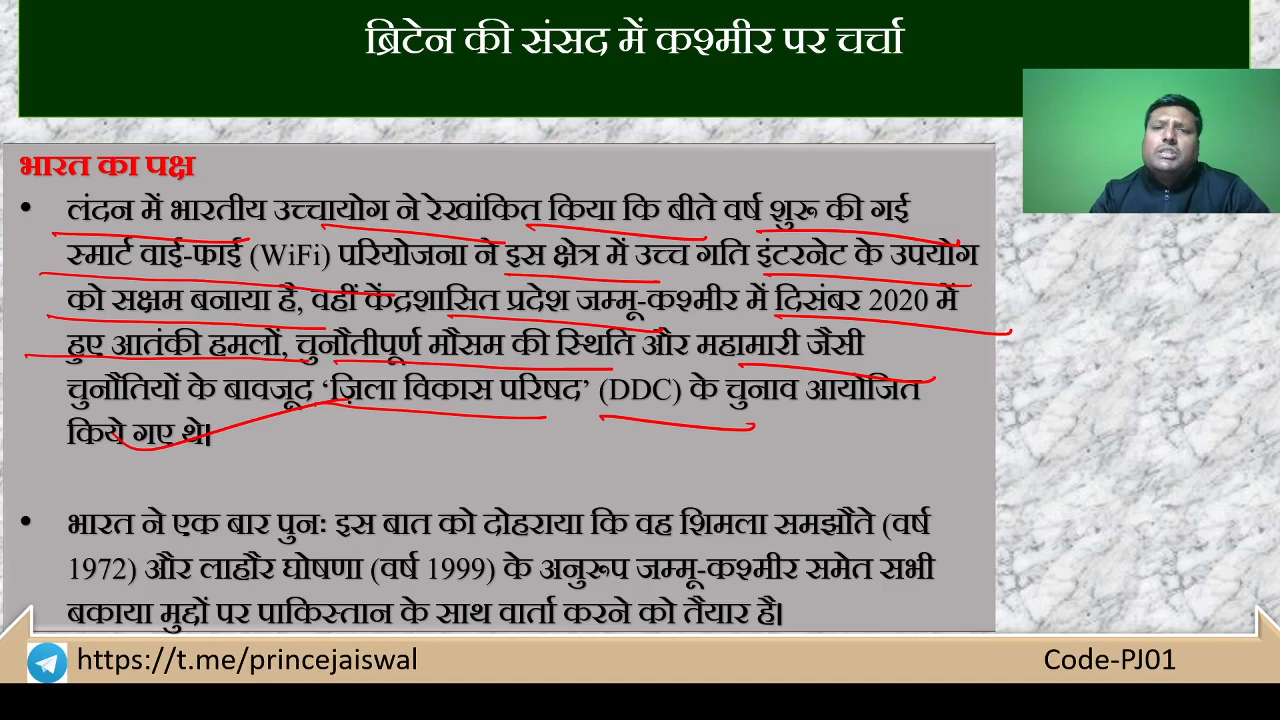 ब्रिटेन की संसद में कश्मीर पर चर्चा
भारत का पक्ष
• लंदन में भारतीय उच्चायोग ने रेखांकित किया कि बीते वर्ष शुरू की गई
स्मार्ट वाई-फाई (WiFi) परियोजना ने इस क्षेत्र में उच्च गति इंटरनेट के उपयोग
को सक्षम बनाया है, वहीं केंद्रशासित प्रदेश जम्मू-कश्मीर में दिसंबर 2020 में
हुए आतंकी हमलों, चुनौतीपूर्ण मौसम की स्थिति और महामारी जैसी
चुनौतियों के बावजूद ‘ज़िला विकास परिषद’ (DDC) के चुनाव आयोजित
किये गए थे।
• भारत ने एक बार पुनः इस बात को दोहराया कि वह शिमला समझौते (वर्ष
1972) और लाहौर घोषणा (वर्ष 1999) के अनुरूप जम्मू-कश्मीर समेत सभी
बकाया मुद्दों पर पाकिस्तान के साथ वार्ता करने को तैयार है।
https://t.me/princejaiswal
Code-PJ01